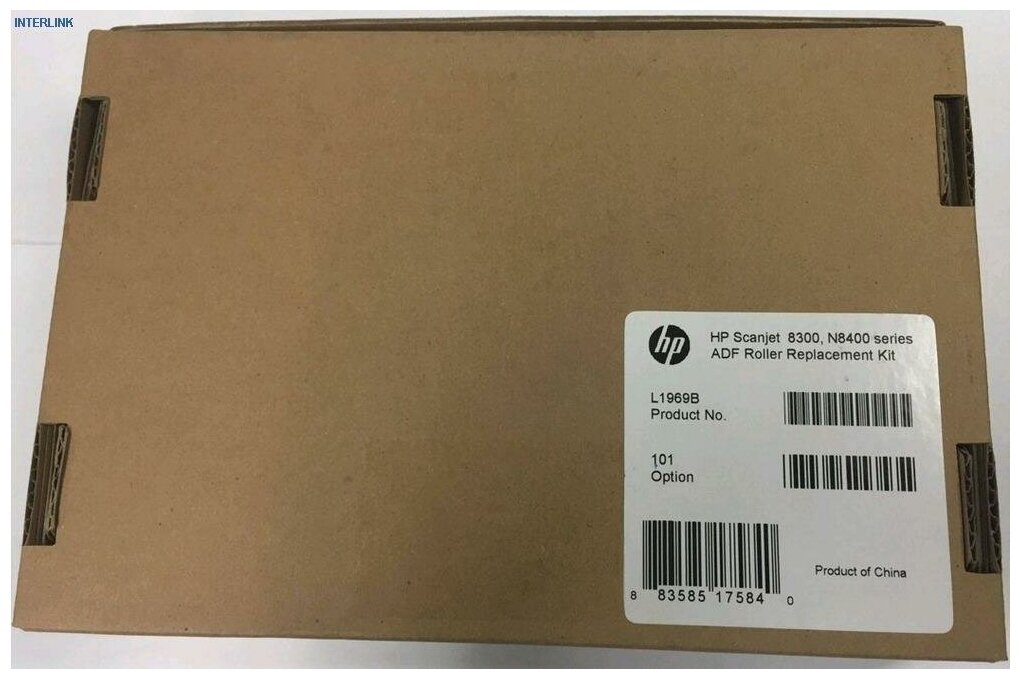 INTERLINK
hp
HP Scanjet 8300, N8400 series
ADF Roller Replacement Kit
L1969B
Product No.
101
Option
Product of China
8 83585 17584 0